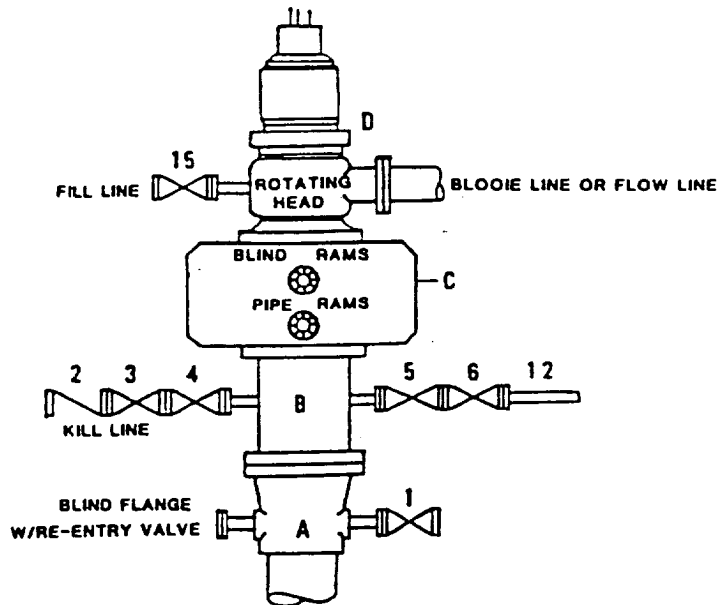 D
15
FILL LINE
ROTATING HEAD
BLOOIE LINE OR FLOW LINE
BLIND RAMS
C
PIPE RAMS
2 3 4
5 6 12
B
KILL LINE
BLIND FLANGE
W/RE-ENTRY VALVE
A
1